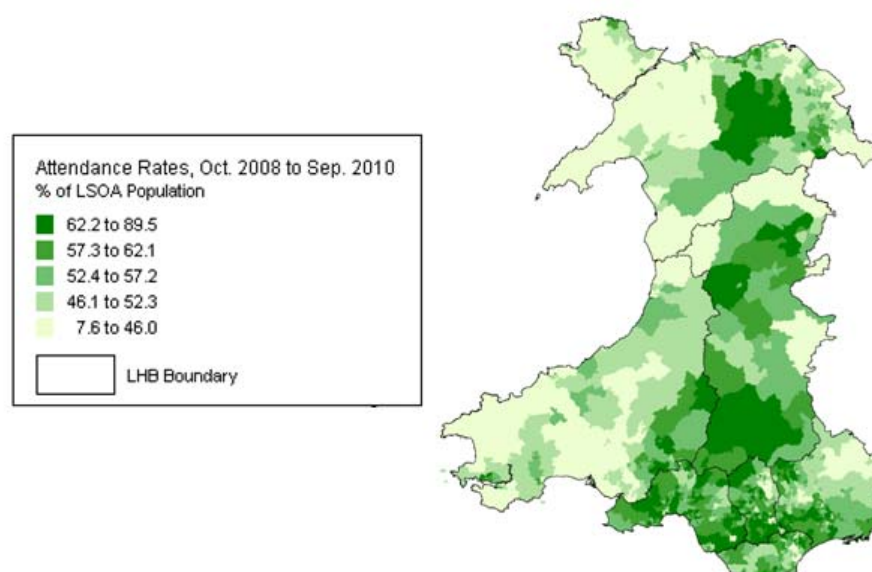 Attendance Rates, Oct. 2008 to Sep. 2010
% of LSOA Population
62.2 to 89.5
57.3 to 62.1
52.4 to 57.2
46.1 to 52.3
7.6 to 46.0
LHB Boundary